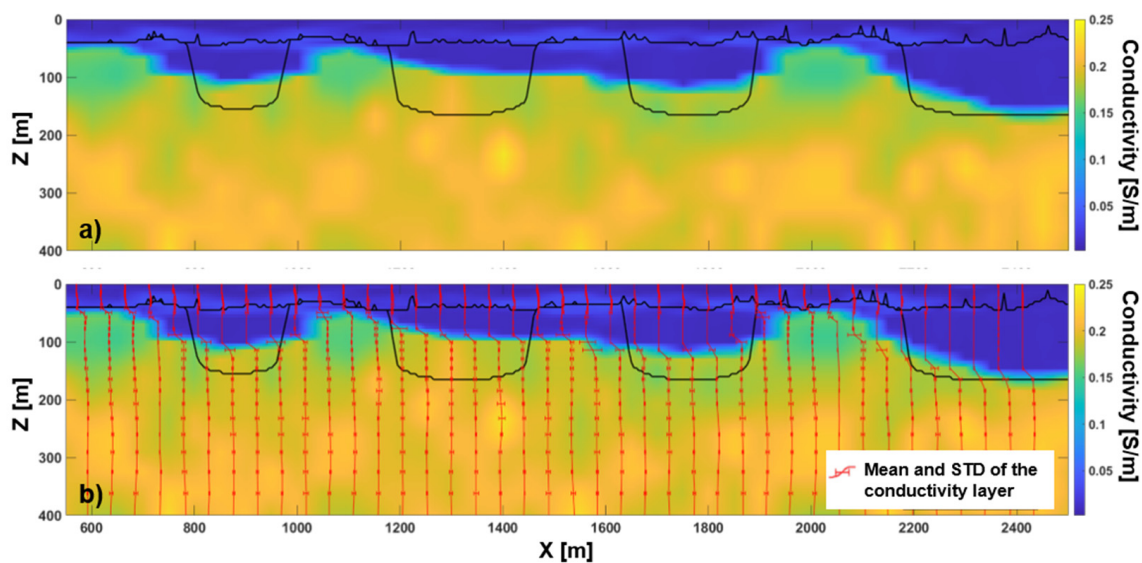 0
100
200
300
400
Z [m]
a)
0.25
0.2
0.15
0.1
0.05
Conductivity [S/m]
0
100
200
300
400
Z [m]
b)
0.25
0.2
0.15
0.1
0.05
Conductivity [S/m]
Mean and STD of the
conductivity layer
600 800 1000 1200 1400 1600 1800 2000 2200 2400
X [m]